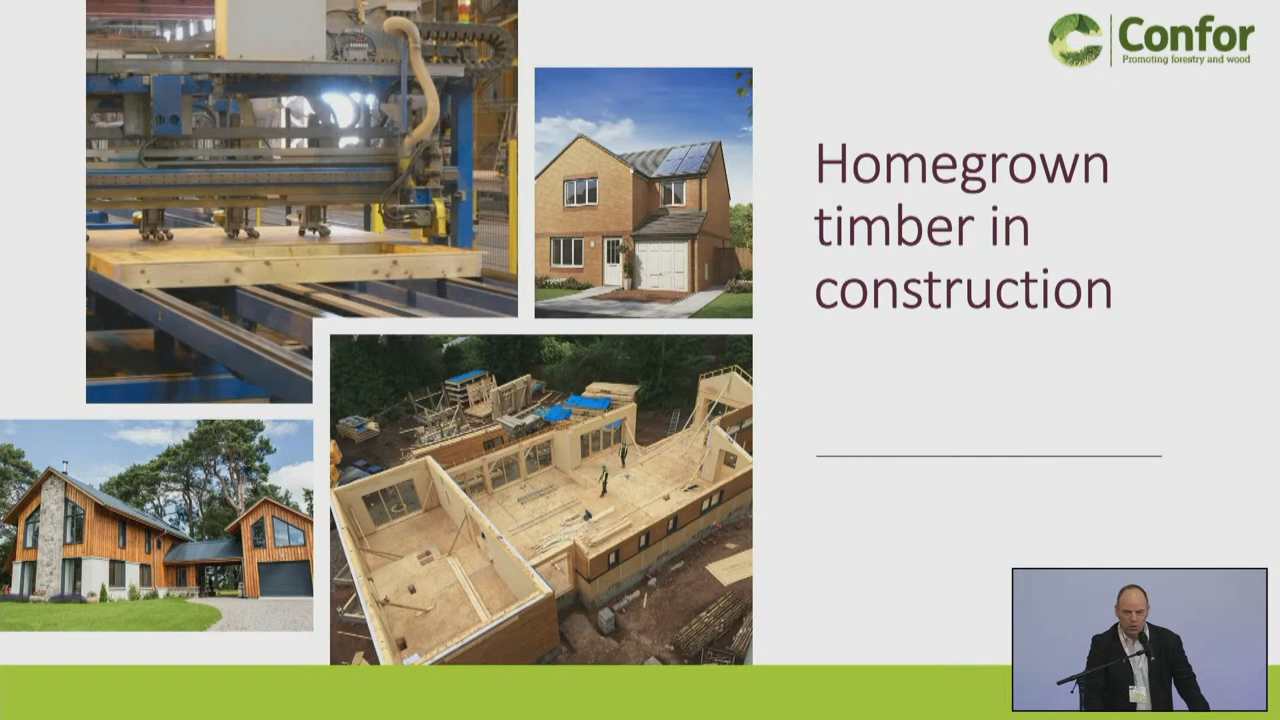 Confor
Promoting forestry and wood
Homegrown
timber in
construction